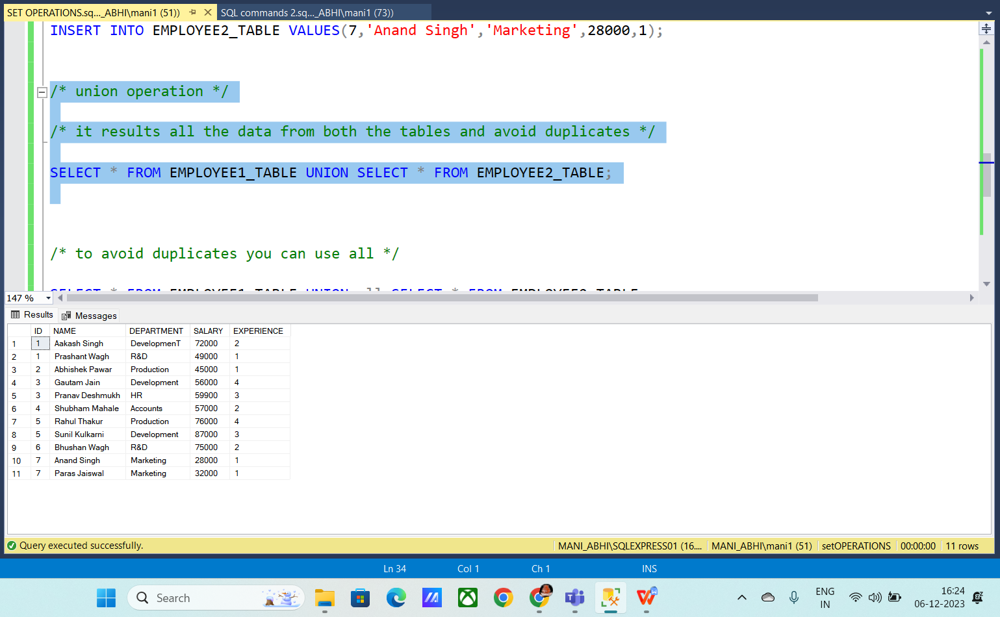 SET OPERATIONS.sq..._ABHI\mani1 (51)) SQL commands 2.sq..._ABHI\mani1 (73))
INSERT INTO EMPLOYEE2_TABLE VALUES(7,'Anand Singh','Marketing',28000,1);
/* union operation */
/* it results all the data from both the tables and avoid duplicates */
SELECT * FROM EMPLOYEE1_TABLE UNION SELECT * FROM EMPLOYEE2_TABLE;
/* to avoid duplicates you can use all */
SELECT * FROM EMPLOYEE1_TABLE UNION all SELECT * FROM EMPLOYEE2_TABLE
147 %
Results Messages
ID NAME DEPARTMENT SALARY EXPERIENCE
1 1 Aakash Singh DevelopmenT 72000 2
2 1 Prashant Wagh R&D 49000 1
3 2 Abhishek Pawar Production 45000 1
4 3 Gautam Jain Development 56000 4
5 3 Pranav Deshmukh HR 59900 3
6 4 Shubham Mahale Accounts 57000 2
7 5 Rahul Thakur Production 76000 4
8 5 Sunil Kulkarni Development 87000 3
9 6 Bhushan Wagh R&D 75000 2
10 7 Anand Singh Marketing 28000 1
11 7 Paras Jaiswal Marketing 32000 1
Query executed successfully. MANI_ABHI\SQLEXPRESS01 (16.... MANI_ABHI\mani1 (51) setOPERATIONS 00:00:00 11 rows
Ln 34 Col 1 Ch 1 INS
Search ENG 16:24
IN 06-12-2023